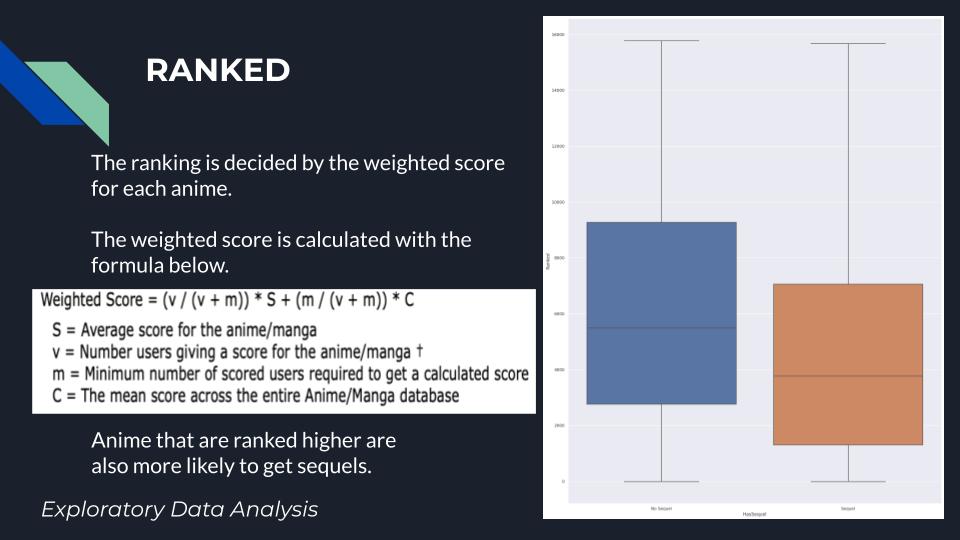 RANKED
The ranking is decided by the weighted score
for each anime.
The weighted score is calculated with the
formula below.
Weighted Score = (v / (v + m)) * S + (m / (v + m)) * C
S = Average score for the anime/manga
v = Number users giving a score for the anime/manga †
m = Minimum number of scored users required to get a calculated score
C = The mean score across the entire Anime/Manga database
Anime that are ranked higher are
also more likely to get sequels.
Exploratory Data Analysis
16000
14000
12000
10000
8000
6000
4000
2000
0
Ranked
No Sequel
Sequel
HasSequel